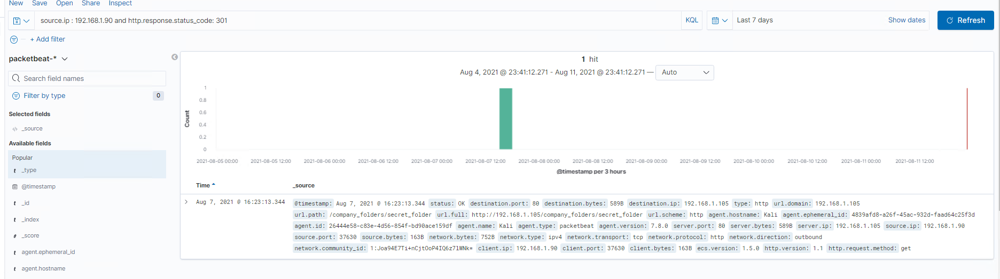 New Save Open Share Inspect
source.ip : 192.168.1.90 and http.response.status_code: 301 KQL Last 7 days Show dates Refresh
+ Add filter
packetbeat-*
Search field names
Filter by type 0
Selected fields
_source
Available fields
Popular
t _type
@timestamp
t _id
t _index
# _score
t agent.ephemeral_id
t agent.hostname
1 hit
Aug 4, 2021 @ 23:41:12.271 - Aug 11, 2021 @ 23:41:12.271 — Auto
Count
1
0.8
0.6
0.4
0.2
0
2021-08-05 00:00 2021-08-05 12:00 2021-08-06 00:00 2021-08-06 12:00 2021-08-07 00:00 2021-08-07 12:00 2021-08-08 00:00 2021-08-08 12:00 2021-08-09 00:00 2021-08-09 12:00 2021-08-10 00:00 2021-08-10 12:00 2021-08-11 00:00 2021-08-11 12:00
@timestamp per 3 hours
Time _source
Aug 7, 2021 @ 16:23:13.344 @timestamp: Aug 7, 2021 @ 16:23:13.344 status: OK destination.port: 80 destination.bytes: 589B destination.ip: 192.168.1.105 type: http url.domain: 192.168.1.105
url.path: /company_folders/secret_folder url.full: http://192.168.1.105/company_folders/secret_folder url.scheme: http agent.hostname: Kali agent.ephemeral_id: 4839afd8-a26f-45ac-932d-faad64c25f3d
agent.id: 26444e58-c83e-4d56-854f-bd90ace159df agent.name: Kali agent.type: packetbeat agent.version: 7.8.0 server.port: 80 server.bytes: 589B server.ip: 192.168.1.105 source.ip: 192.168.1.90
source.port: 37630 source.bytes: 163B network.bytes: 752B network.type: ipv4 network.transport: tcp network.protocol: http network.direction: outbound
network.community_id: 1:Joa94E7Ti+nCjtOoP4IQ6z7lWNk= client.ip: 192.168.1.90 client.port: 37630 client.bytes: 163B ecs.version: 1.5.0 http.version: 1.1 http.request.method: get